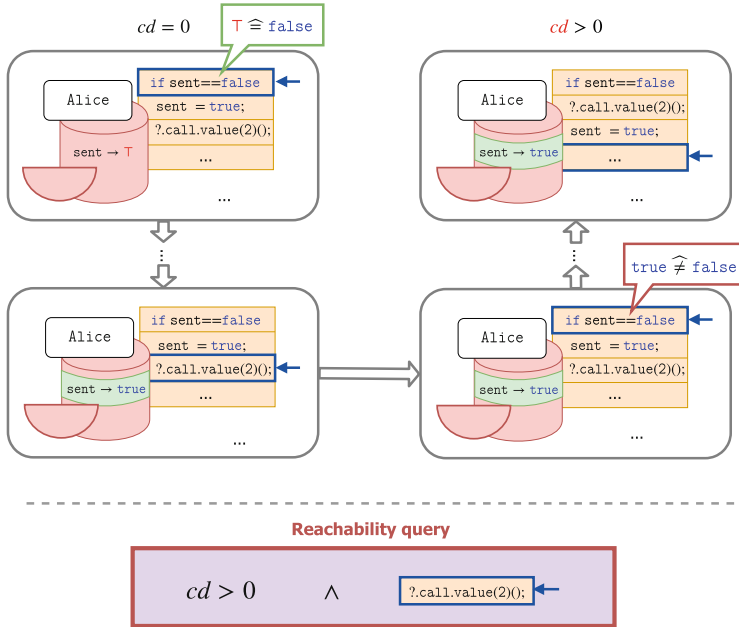 cd = 0
⊤ ≙ false
cd > 0
Alice
if sent==false
sent = true;
?.call.value(2)();
...
sent → ⊤
...
Alice
if sent==false
?.call.value(2)();
sent = true;
...
sent → true
...
...
...
true ≠̂ false
Alice
if sent==false
sent = true;
?.call.value(2)();
...
sent → true
...
Alice
if sent==false
sent = true;
?.call.value(2)();
...
sent → true
...
Reachability query
cd > 0 ∧ ?.call.value(2)();